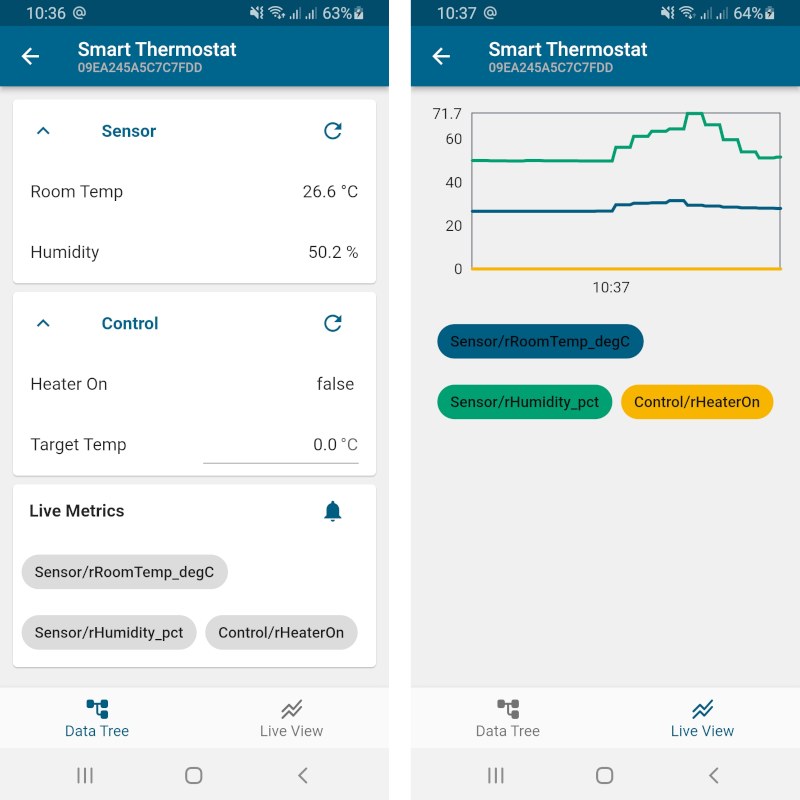 10:36 @ 63%
Smart Thermostat
09EA245A5C7C7FDD
Sensor
Room Temp 26.6 °C
Humidity 50.2 %
Control
Heater On false
Target Temp 0.0 °C
Live Metrics
Sensor/rRoomTemp_degC
Sensor/rHumidity_pct Control/rHeaterOn
Data Tree Live View
10:37 @ 64%
Smart Thermostat
09EA245A5C7C7FDD
71.7
60
40
20
0
10:37
Sensor/rRoomTemp_degC
Sensor/rHumidity_pct Control/rHeaterOn
Data Tree Live View